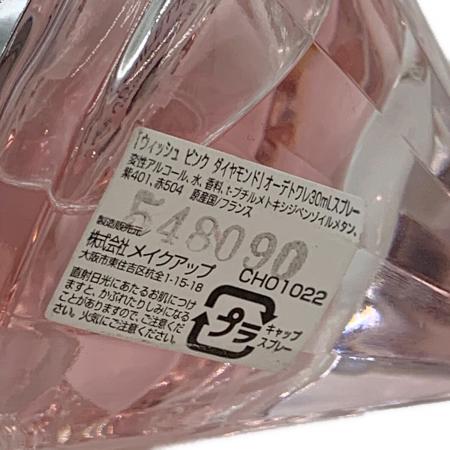 「ウィッシュ ピンク ダイヤモンド」オーデトワレ30mLスプレー
変性アルコール、水、香料、t-ブチルメトキシジベンゾイルメタン、
紫401、赤504 原産国/フランス
548090
製造販売元
株式会社 メイクアップ CHO1022
大阪市東住吉区杭全1-15-18
直射日光にあたるお肌につけ
ますと、かぶれたりしみになる
ことがありますので、ご注意くだ
さい。火気にご注意ください。
プラ
キャップ
スプレー